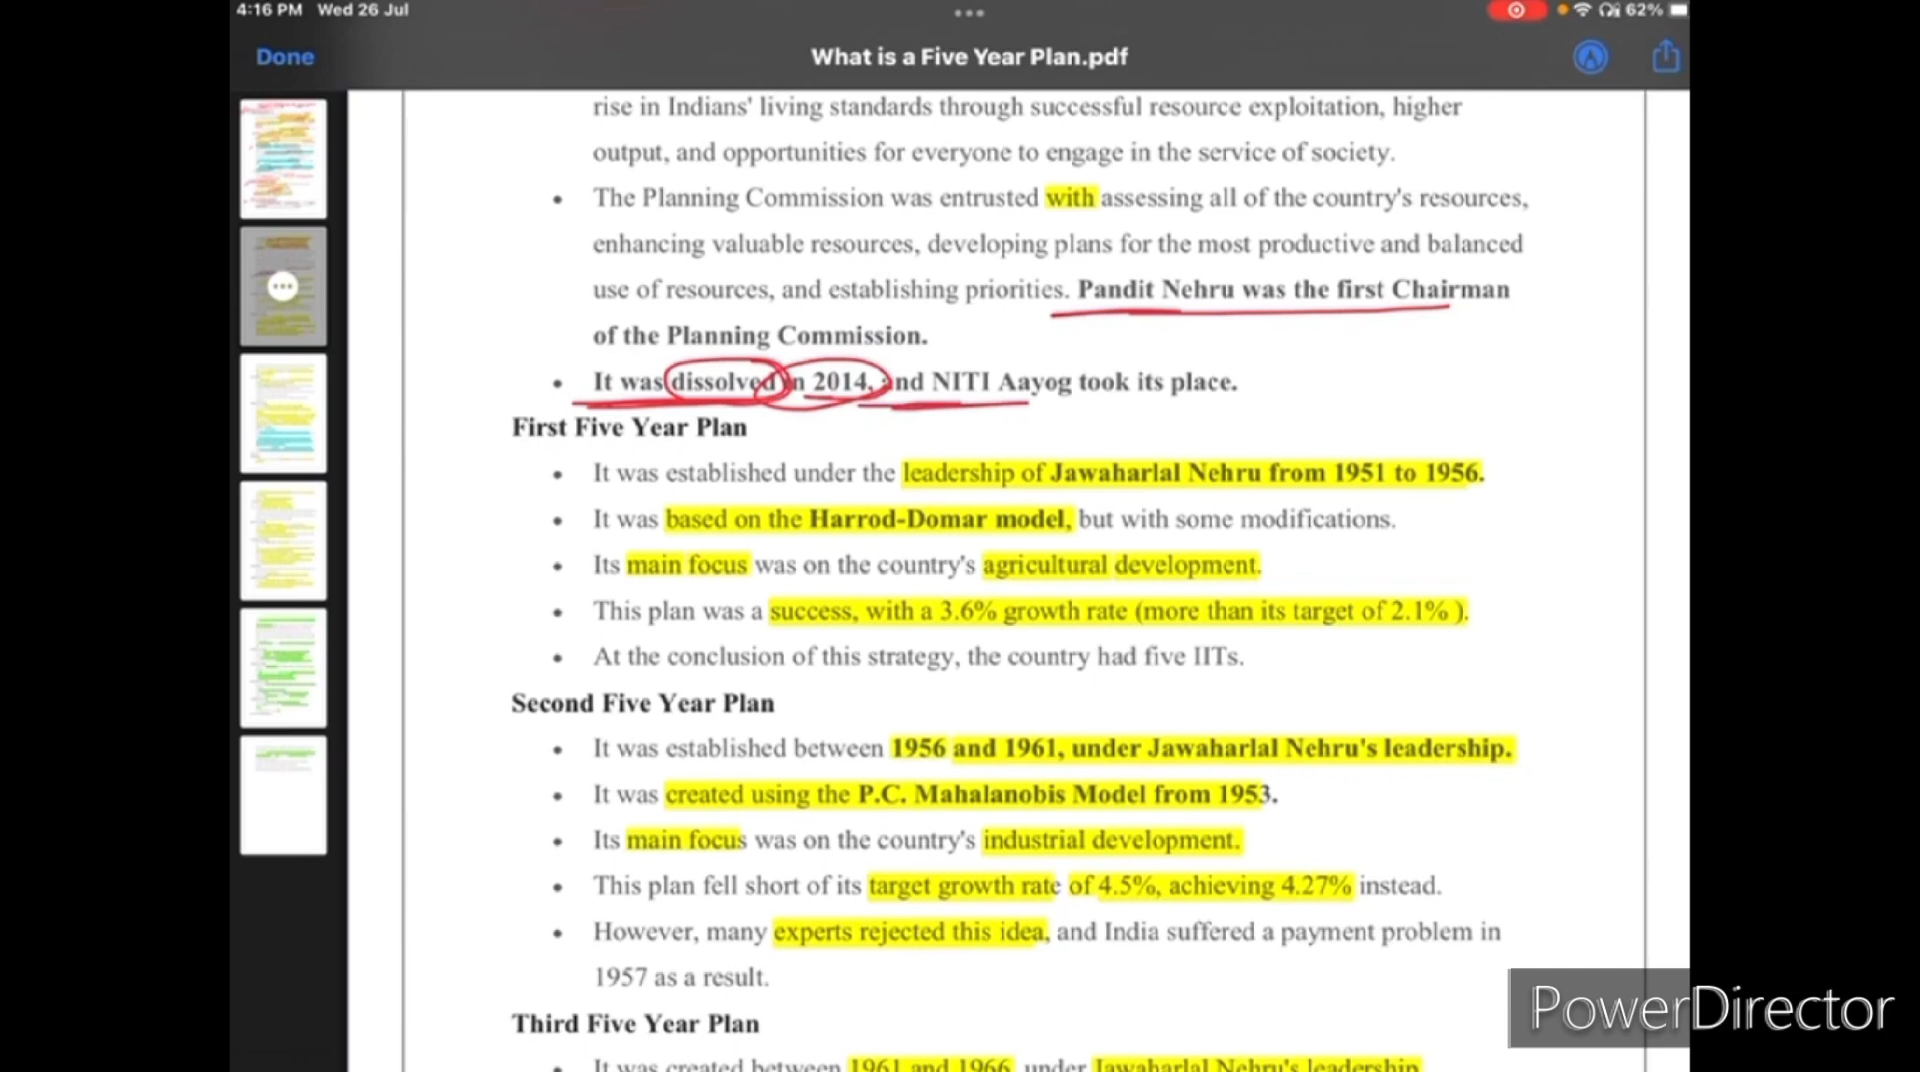 4:16 PM Wed 26 Jul
62%
Done
What is a Five Year Plan.pdf
rise in Indians' living standards through successful resource exploitation, higher
output, and opportunities for everyone to engage in the service of society.
• The Planning Commission was entrusted with assessing all of the country's resources,
enhancing valuable resources, developing plans for the most productive and balanced
use of resources, and establishing priorities. Pandit Nehru was the first Chairman
of the Planning Commission.
• It was dissolved in 2014, and NITI Aayog took its place.
First Five Year Plan
• It was established under the leadership of Jawaharlal Nehru from 1951 to 1956.
• It was based on the Harrod-Domar model, but with some modifications.
• Its main focus was on the country's agricultural development.
• This plan was a success, with a 3.6% growth rate (more than its target of 2.1% ).
• At the conclusion of this strategy, the country had five IITs.
Second Five Year Plan
• It was established between 1956 and 1961, under Jawaharlal Nehru's leadership.
• It was created using the P.C. Mahalanobis Model from 1953.
• Its main focus was on the country's industrial development.
• This plan fell short of its target growth rate of 4.5%, achieving 4.27% instead.
• However, many experts rejected this idea, and India suffered a payment problem in
1957 as a result.
Third Five Year Plan
• It was created between 1961 and 1966, under Jawaharlal Nehru's leadership
PowerDirector